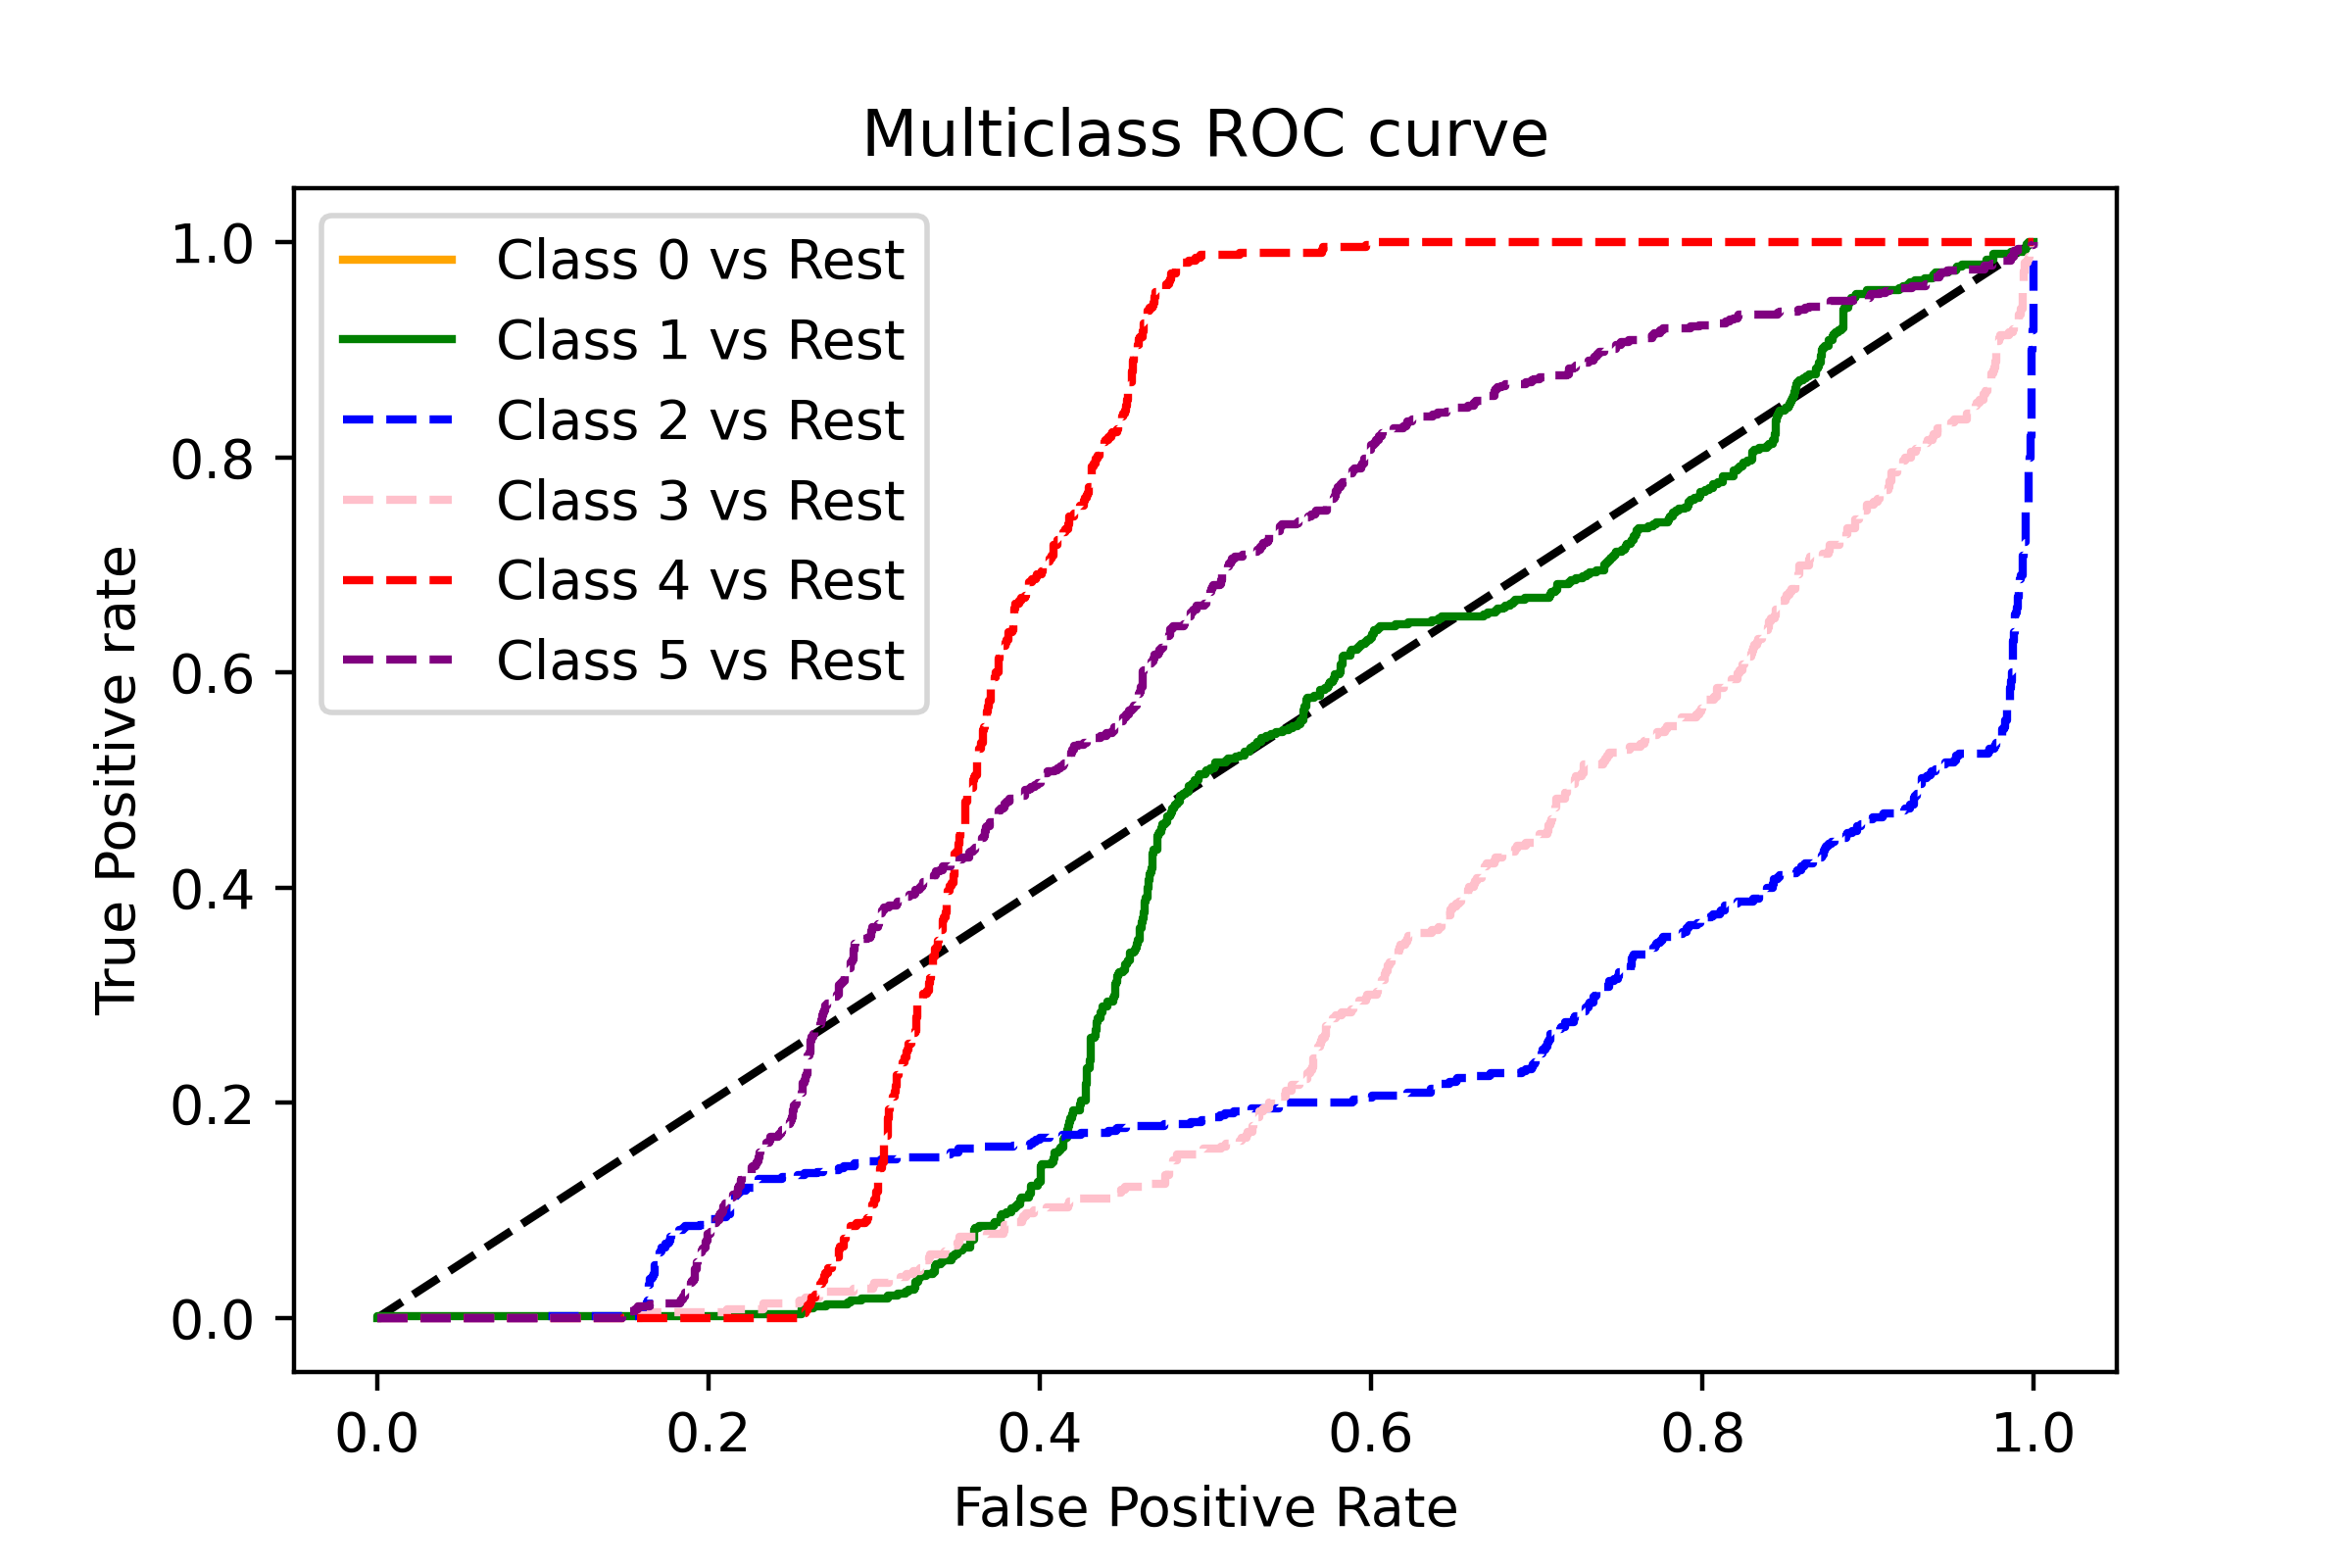 Multiclass ROC curve
Class 0 vs Rest
Class 1 vs Rest
Class 2 vs Rest
Class 3 vs Rest
Class 4 vs Rest
Class 5 vs Rest
True Positive rate
1.0
0.8
0.6
0.4
0.2
0.0
0.0 0.2 0.4 0.6 0.8 1.0
False Positive Rate